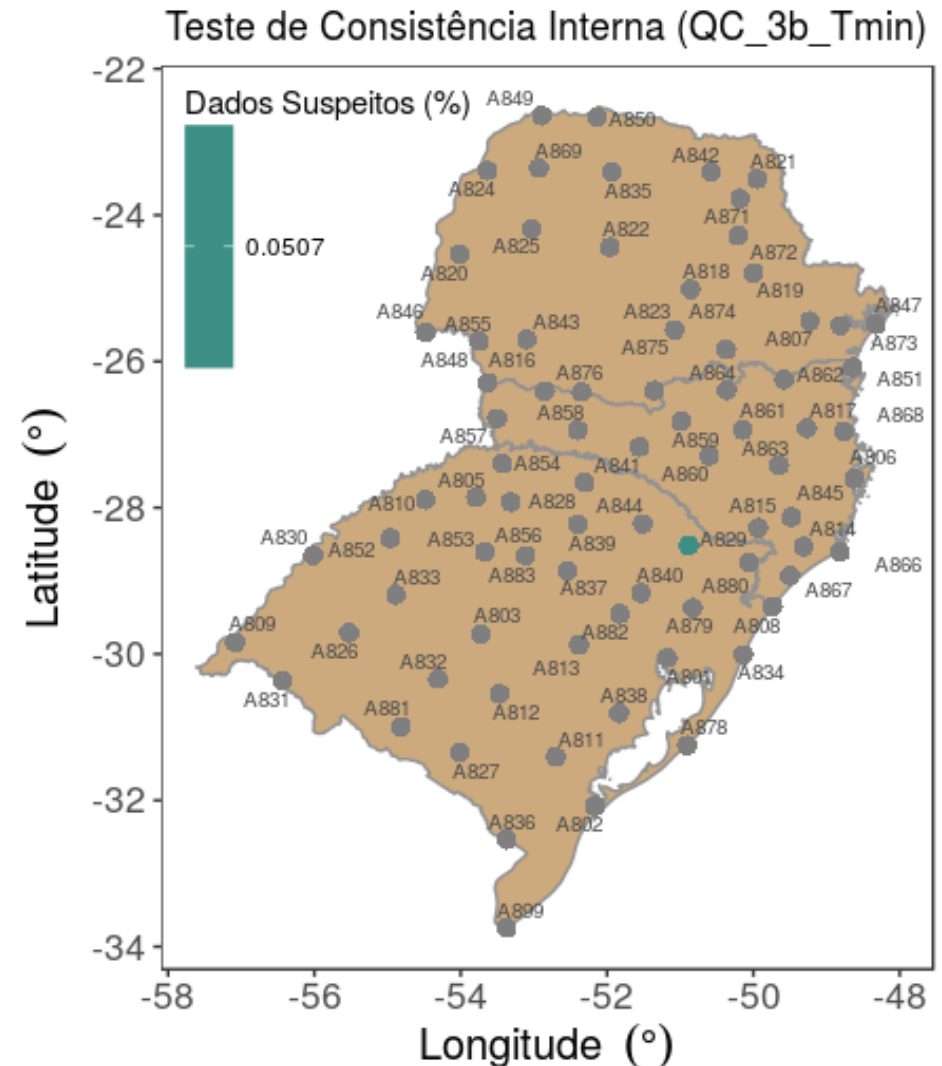 Teste de Consistência Interna (QC_3b_Tmin)
-22
Dados Suspeitos (%)
0.0507
A849
A850
A869
A842
A821
A824
A835
A871
A825
A822
A872
A820
A818
A819
A846
A855
A843
A823
A874
A807
A847
A848
A816
A875
A873
A876
A864
A862
A851
A858
A861
A817
A868
A857
A859
A863
A854
A841
A860
A806
A805
A810
A828
A844
A815
A845
A830
A852
A853
A856
A839
A829
A814
A883
A837
A840
A880
A867
A866
A833
A809
A803
A882
A879
A808
A826
A832
A813
A801
A834
A831
A881
A812
A838
A878
A827
A811
A836
A802
A899
-24
-26
-28
-30
-32
-34
Latitude (°)
-58 -56 -54 -52 -50 -48
Longitude (°)